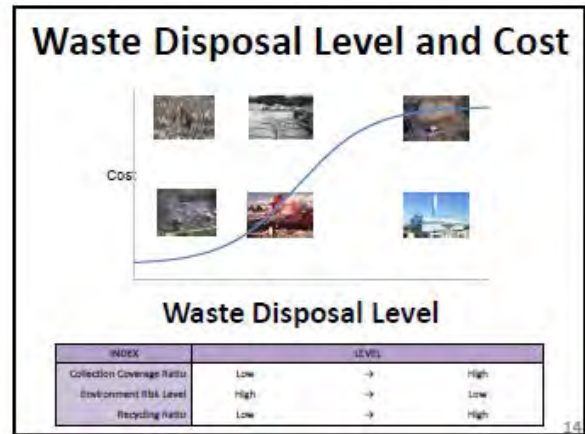 Waste Disposal Level and Cost
Cost
Waste Disposal Level
INDEX LEVEL
Collection Coverage Ratio Low → High
Environment Risk Level High → Low
Recycling Ratio Low → High
14